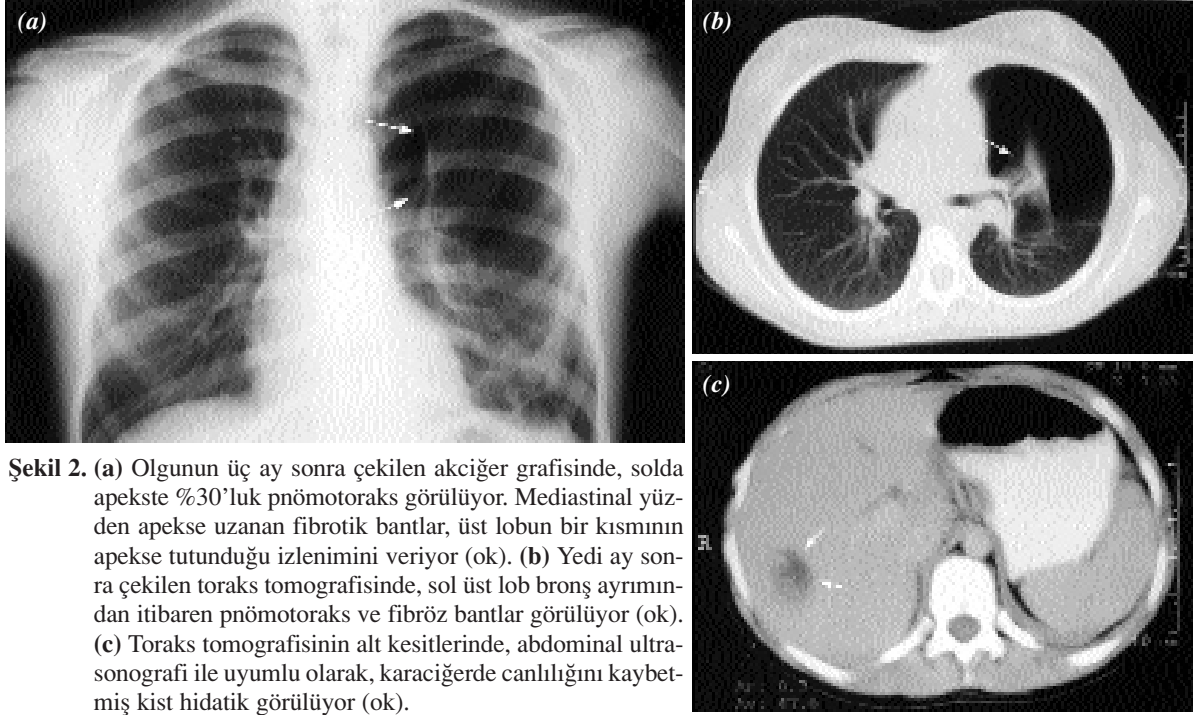 (a)
(b)
(c)
R
Şekil 2. (a) Olgunun üç ay sonra çekilen akciğer grafisinde, solda
apekste %30'luk pnömotoraks görülüyor. Mediastinal yüz-
den apekse uzanan fibrotik bantlar, üst lobun bir kısmının
apekse tutunduğu izlenimini veriyor (ok). (b) Yedi ay son-
ra çekilen toraks tomografisinde, sol üst lob bronş ayrımın-
dan itibaren pnömotoraks ve fibröz bantlar görülüyor (ok).
(c) Toraks tomografisinin alt kesitlerinde, abdominal ultra-
sonografi ile uyumlu olarak, karaciğerde canlılığını kaybet-
miş kist hidatik görülüyor (ok).